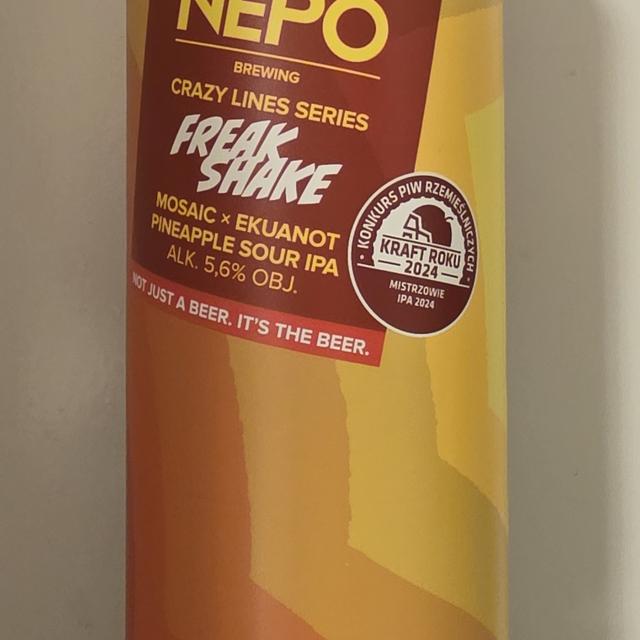 NEPO
BREWING
CRAZY LINES SERIES
FREAK
SHAKE
MOSAIC × EKUANOT
PINEAPPLE SOUR IPA
ALK. 5,6% OBJ.
NOT JUST A BEER. IT'S THE BEER.
KONKURS PIW RZEMIEŚLNICZYCH
KRAFT ROKU
2024
MISTRZOWIE
IPA 2024